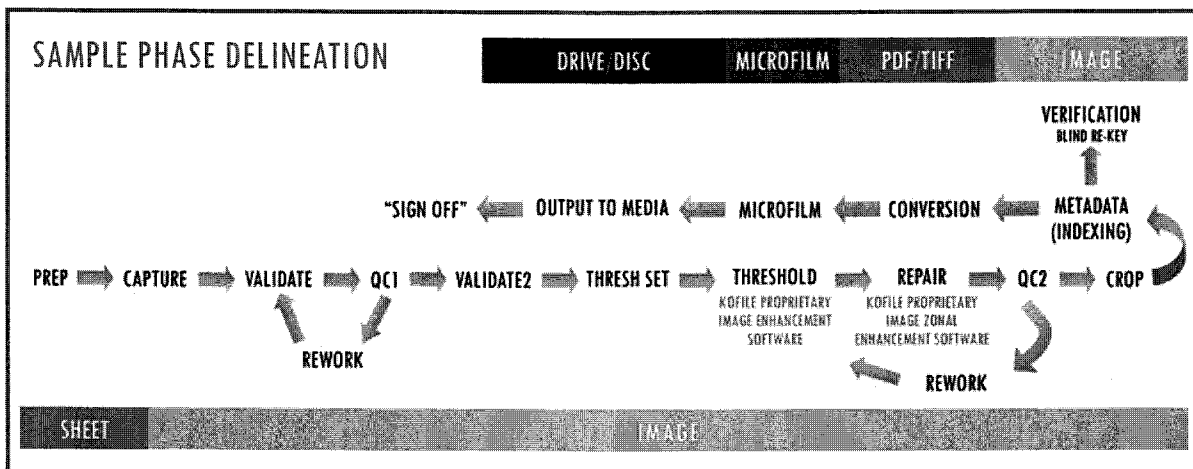 SAMPLE PHASE DELINEATION
DRIVE/DISC MICROFILM PDF/TIFF IMAGE
VERIFICATION
BLIND RE-KEY
"SIGN OFF" OUTPUT TO MEDIA MICROFILM CONVERSION METADATA
(INDEXING)
PREP CAPTURE VALIDATE QC1 VALIDATE2 THRESH SET THRESHOLD REPAIR QC2 CROP
KOFILE PROPRIETARY KOFILE PROPRIETARY
IMAGE ENHANCEMENT IMAGE ZONAL
SOFTWARE ENHANCEMENT SOFTWARE
REWORK
REWORK
SHEET IMAGE